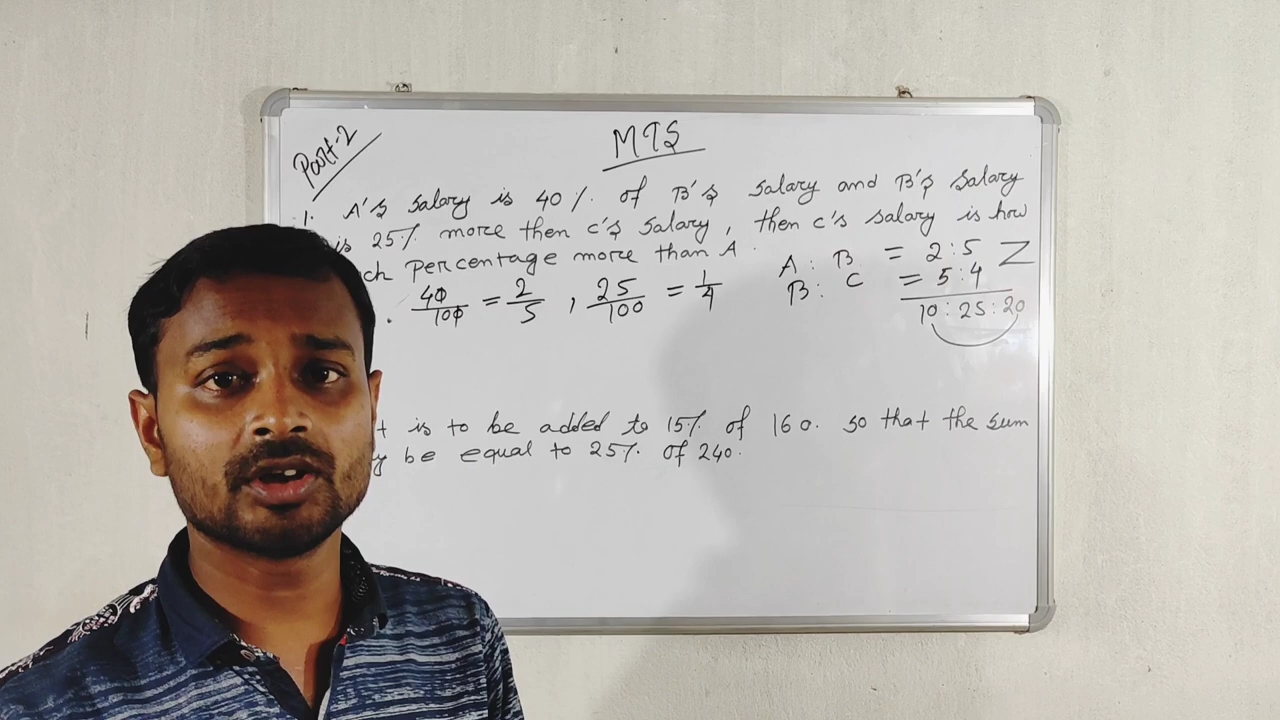 Part-2
MTS
1. A's salary is 40% of B's salary and B's salary
is 25% more then c's salary, then c's salary is how
ch percentage more than A.
40/100 = 2/5 , 25/100 = 1/4
A : B = 2:5
B : C = 5:4
10:25:20
t is to be added to 15% of 160. so that the sum
y be equal to 25% of 240.